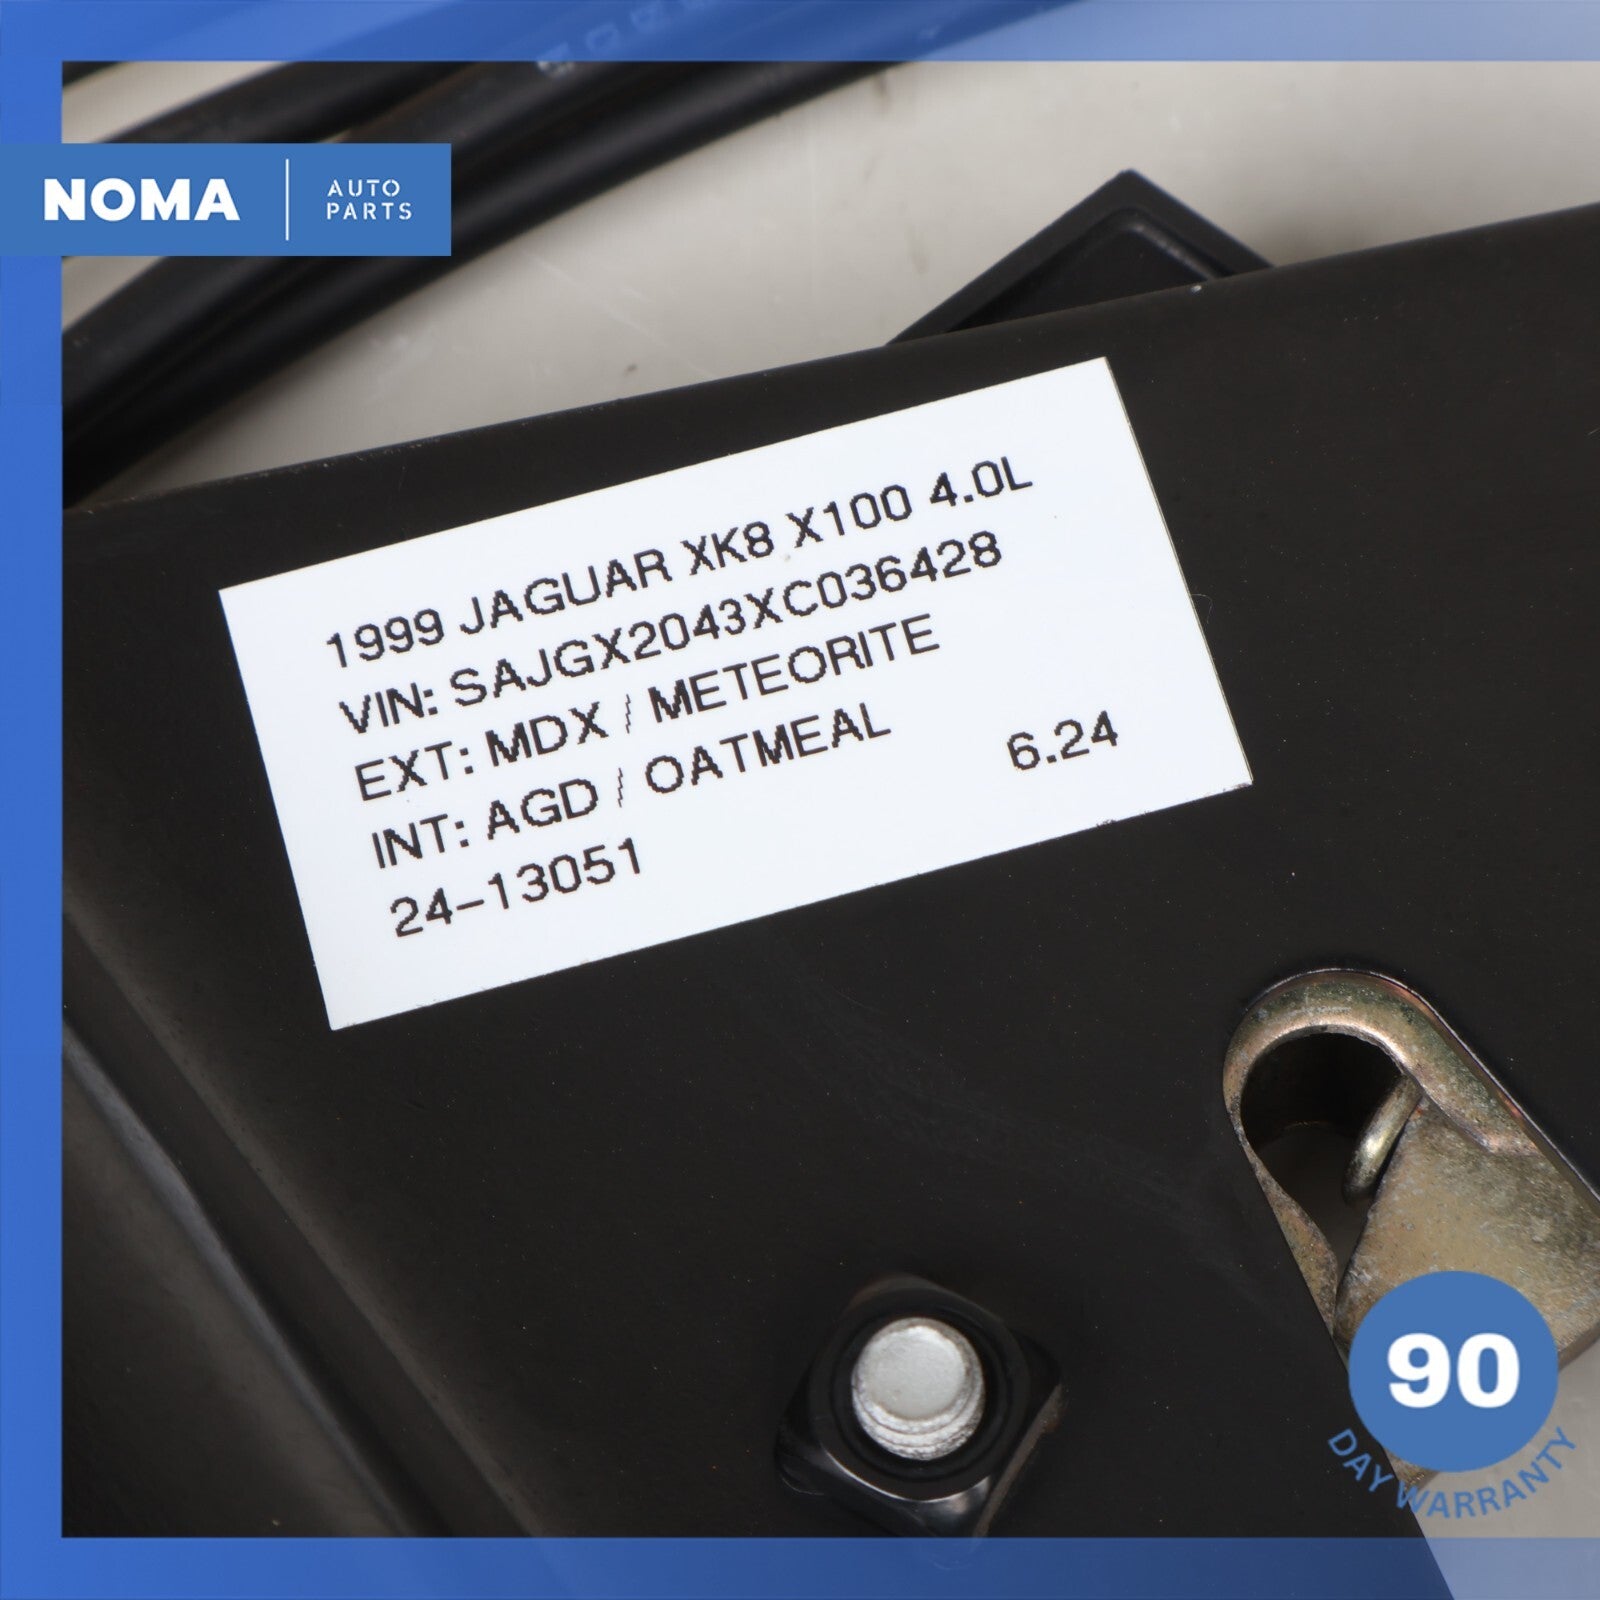 NOMA
AUTO
PARTS
1999 JAGUAR XK8 X100 4.0L
VIN: SAJGX2043XC036428
EXT: MDX / METEORITE
INT: AGD / OATMEAL
6.24
24-13051
90
DAY WARRANTY